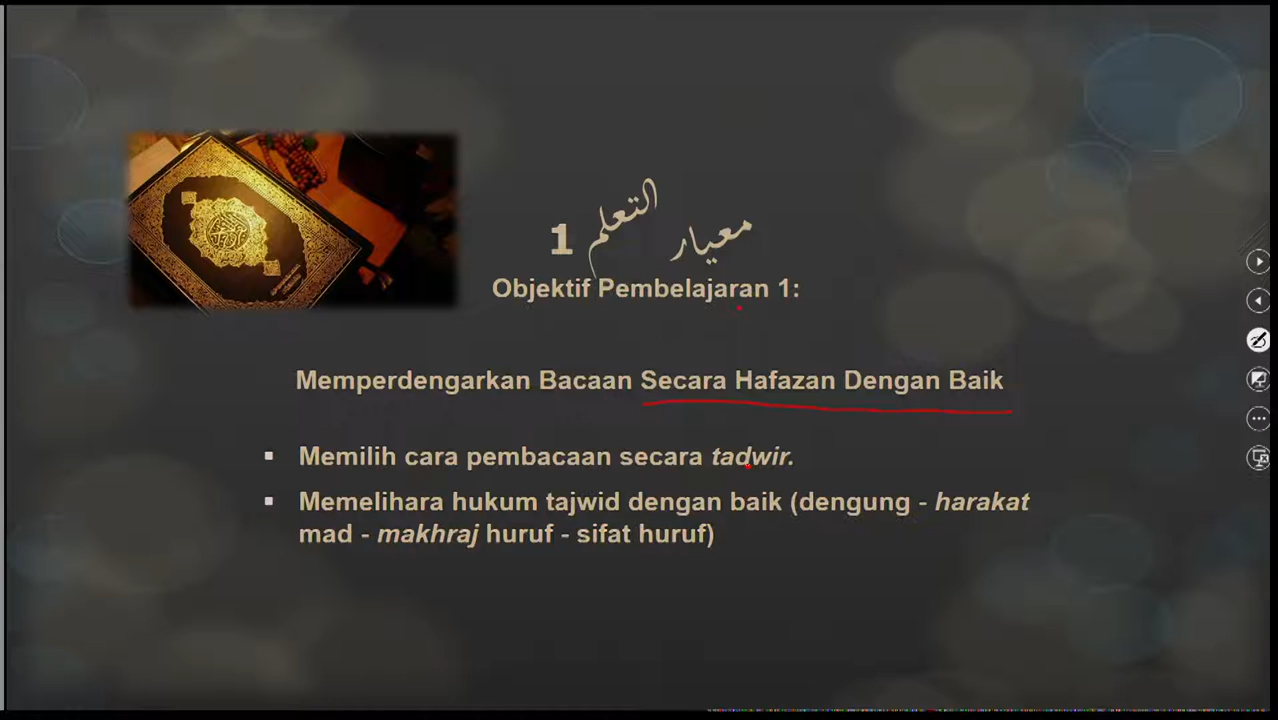 معيار التعلم 1
Objektif Pembelajaran 1:
Memperdengarkan Bacaan Secara Hafazan Dengan Baik
▪ Memilih cara pembacaan secara tadwir.
▪ Memelihara hukum tajwid dengan baik (dengung - harakat
mad - makhraj huruf - sifat huruf)